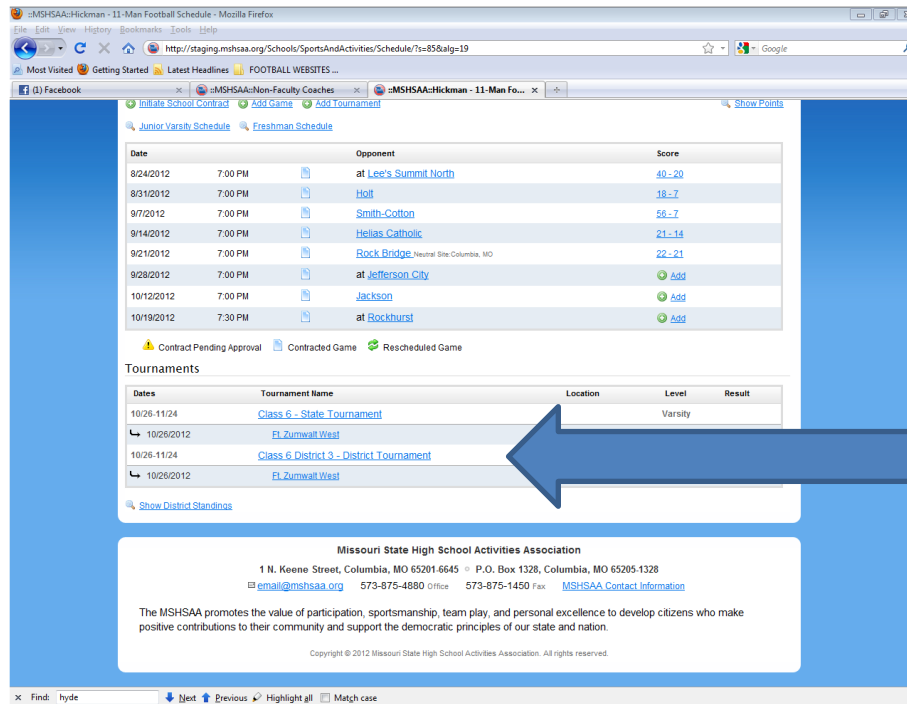 ::MSHSAA::Hickman - 11-Man Football Schedule - Mozilla Firefox
File Edit View History Bookmarks Tools Help
http://staging.mshsaa.org/Schools/SportsAndActivities/Schedule/?s=85&alg=19 Google
Most Visited Getting Started Latest Headlines FOOTBALL WEBSITES ...
(1) Facebook × ::MSHSAA::Non-Faculty Coaches × ::MSHSAA::Hickman - 11-Man Fo... ×
Initiate School Contract Add Game Add Tournament Show Points
Junior Varsity Schedule Freshman Schedule
Date Opponent Score
8/24/2012 7:00 PM at Lee's Summit North 40 - 20
8/31/2012 7:00 PM Holt 18 - 7
9/7/2012 7:00 PM Smith-Cotton 56 - 7
9/14/2012 7:00 PM Helias Catholic 21 - 14
9/21/2012 7:00 PM Rock Bridge Neutral Site:Columbia, MO 22 - 21
9/28/2012 7:00 PM at Jefferson City Add
10/12/2012 7:00 PM Jackson Add
10/19/2012 7:30 PM at Rockhurst Add
Contract Pending Approval Contracted Game Rescheduled Game
Tournaments
Dates Tournament Name Location Level Result
10/26-11/24 Class 6 - State Tournament Varsity
10/26/2012 Ft. Zumwalt West
10/26-11/24 Class 6 District 3 - District Tournament
10/26/2012 Ft. Zumwalt West
Show District Standings
Missouri State High School Activities Association
1 N. Keene Street, Columbia, MO 65201-6645 ○ P.O. Box 1328, Columbia, MO 65205-1328
email@mshsaa.org 573-875-4880 Office 573-875-1450 Fax MSHSAA Contact Information
The MSHSAA promotes the value of participation, sportsmanship, team play, and personal excellence to develop citizens who make
positive contributions to their community and support the democratic principles of our state and nation.
Copyright © 2012 Missouri State High School Activities Association. All rights reserved.
× Find: hyde Next Previous Highlight all Match case